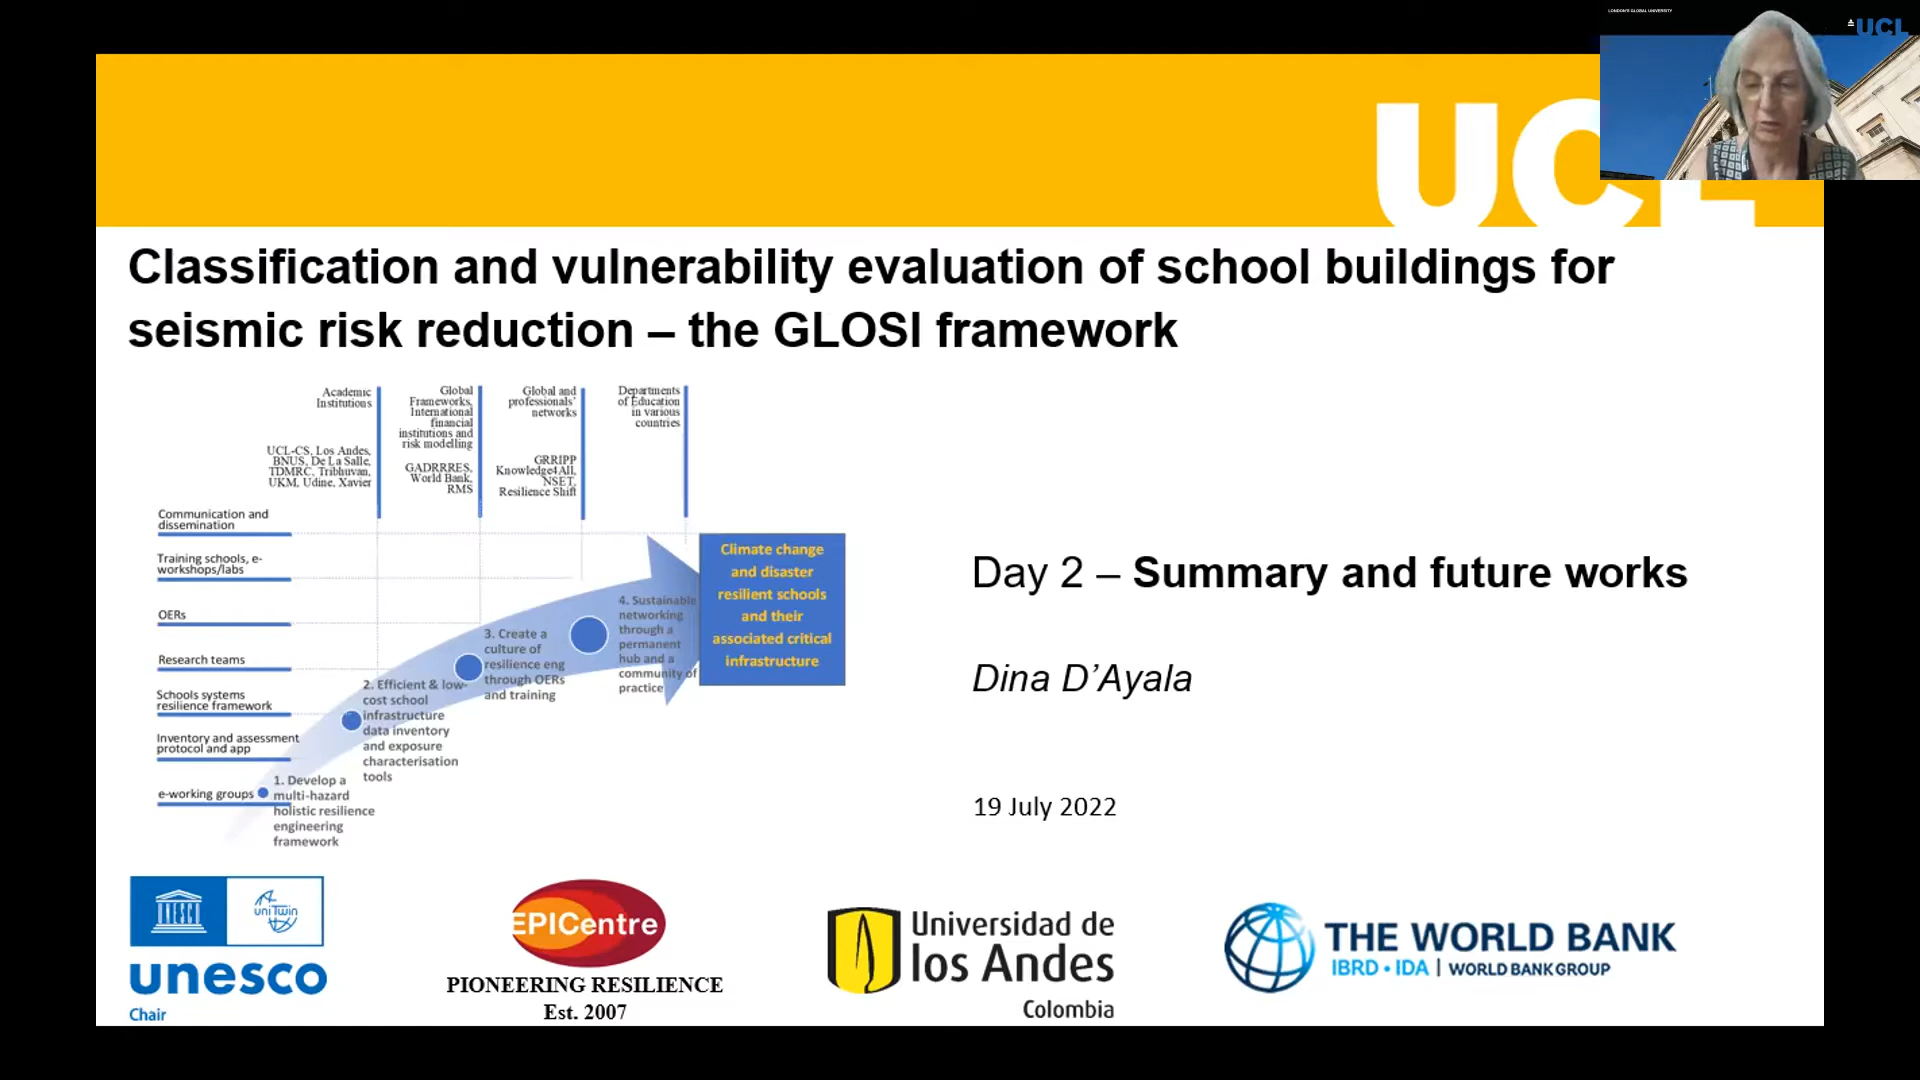 LONDON'S GLOBAL UNIVERSITY
UCL
UCL
Classification and vulnerability evaluation of school buildings for
seismic risk reduction – the GLOSI framework
Academic
Institutions
UCL-CS, Los Andes,
BNUS, De La Salle,
TDMRC, Tribhuvan,
UKM, Udine, Xavier
Global
Frameworks,
International
financial
institutions and
risk modelling
GADRRRES,
World Bank,
RMS
Global and
professionals'
networks
GRRIPP
Knowledge4All,
NSET,
Resilience Shift
Departments
of Education
in various
countries
Communication and
dissemination
Training schools, e-
workshops/labs
OERs
Research teams
Schools systems
resilience framework
Inventory and assessment
protocol and app
e-working groups
1. Develop a
multi-hazard
holistic resilience
engineering
framework
2. Efficient & low-
cost school
infrastructure
data inventory
and exposure
characterisation
tools
3. Create a
culture of
resilience eng
through OERs
and training
4. Sustainable
networking
through a
permanent
hub and a
community of
practice
Climate change
and disaster
resilient schools
and their
associated critical
infrastructure
Day 2 – Summary and future works
Dina D'Ayala
19 July 2022
UNESCO
uniTwin
unesco
Chair
EPICentre
PIONEERING RESILIENCE
Est. 2007
Universidad de
los Andes
Colombia
THE WORLD BANK
IBRD • IDA | WORLD BANK GROUP